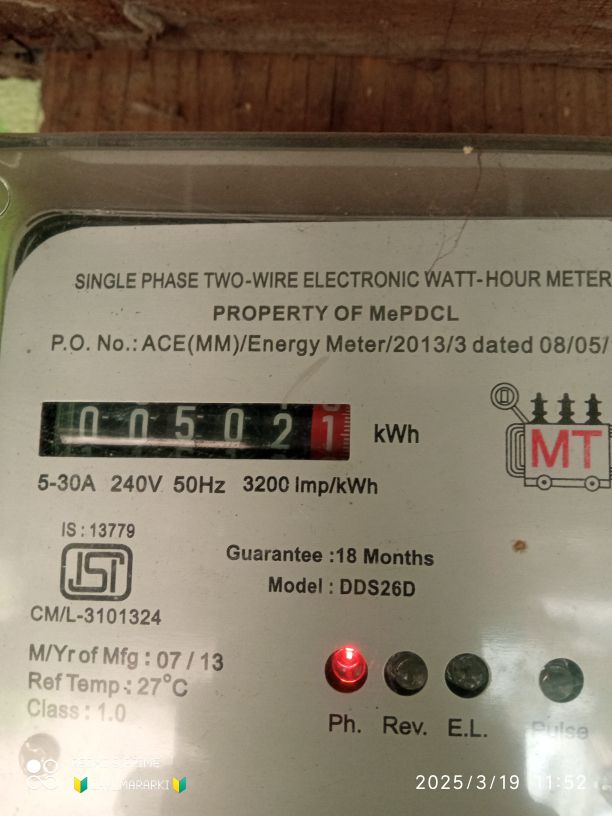 SINGLE PHASE TWO-WIRE ELECTRONIC WATT-HOUR METER
PROPERTY OF MePDCL
P.O. No.: ACE(MM)/Energy Meter/2013/3 dated 08/05/
005021 kWh
MT
5-30A 240V 50Hz 3200 Imp/kWh
IS : 13779
Guarantee :18 Months
Model : DDS26D
CM/L-3101324
M/Yr of Mfg : 07 / 13
Ref Temp : 27°C
Class : 1.0
Ph. Rev. E.L. Pulse
2025/3/19 11:52